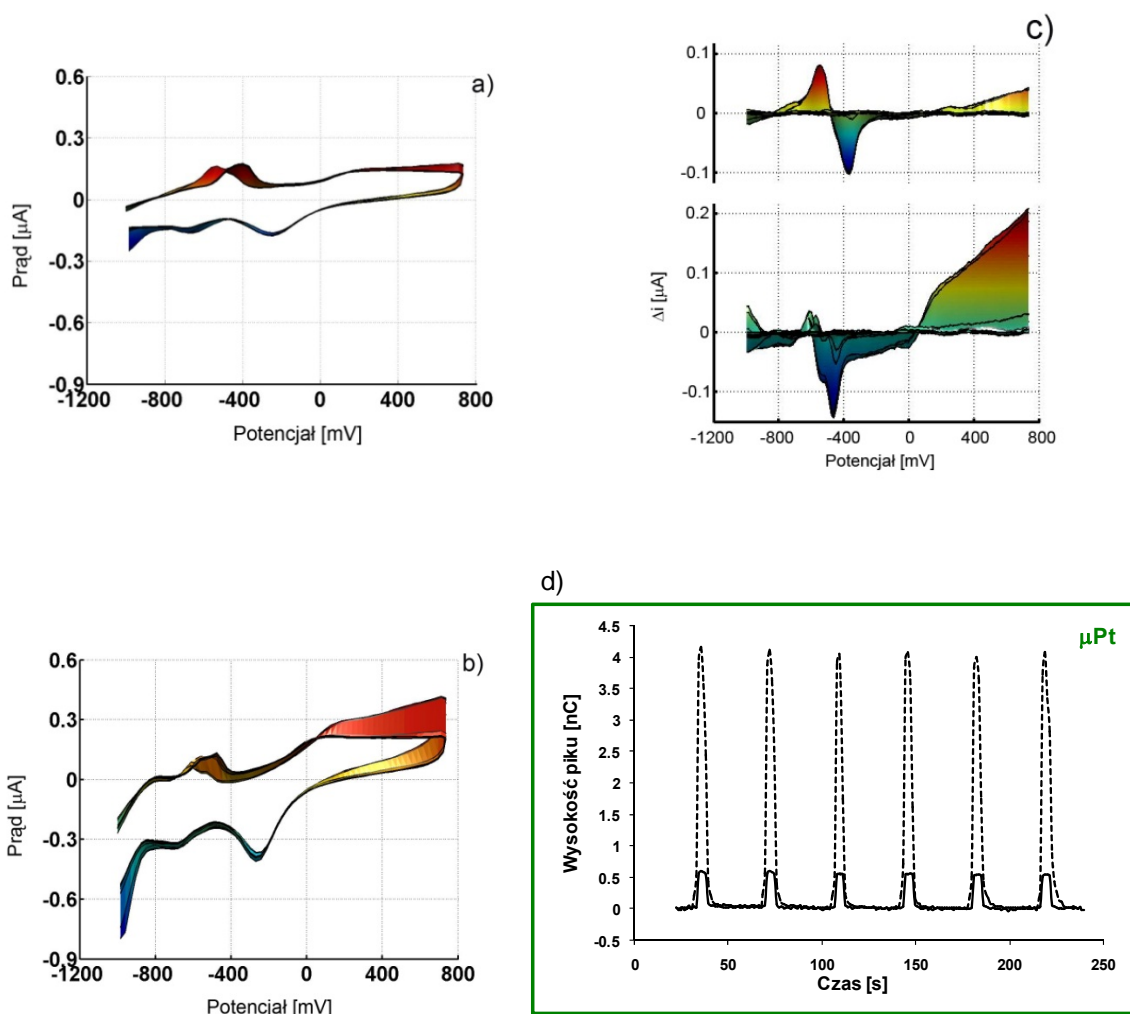 a)
0.6
0.3
0
-0.3
-0.6
-0.9
Prąd [µA]
-1200 -800 -400 0 400 800
Potencjał [mV]
c)
0.1
0
-0.1
0.2
0.1
0
-0.1
Δi [µA]
-1200 -800 -400 0 400 800
Potencjał [mV]
b)
0.6
0.3
0
-0.3
-0.6
-0.9
Prąd [µA]
-1200 -800 -400 0 400 800
Potencjał [mV]
d)
µPt
4.5
4
3.5
3
2.5
2
1.5
1
0.5
0
-0.5
Wysokość piku [nC]
0 50 100 150 200 250
Czas [s]